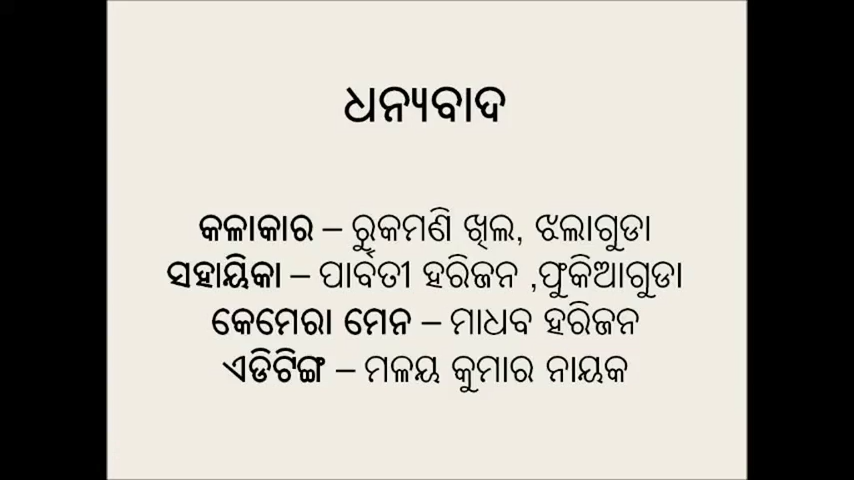 ଧନ୍ୟବାଦ
କଳାକାର – ରୁକମଣି ଖିଲ, ଝଲାଗୁଡା
ସହାୟିକା – ପାର୍ବତୀ ହରିଜନ ,ଫୁକିଆଗୁଡା
କେମେରା ମେନ – ମାଧବ ହରିଜନ
ଏଡିଟିଙ୍ଗ – ମଳୟ କୁମାର ନାୟକ